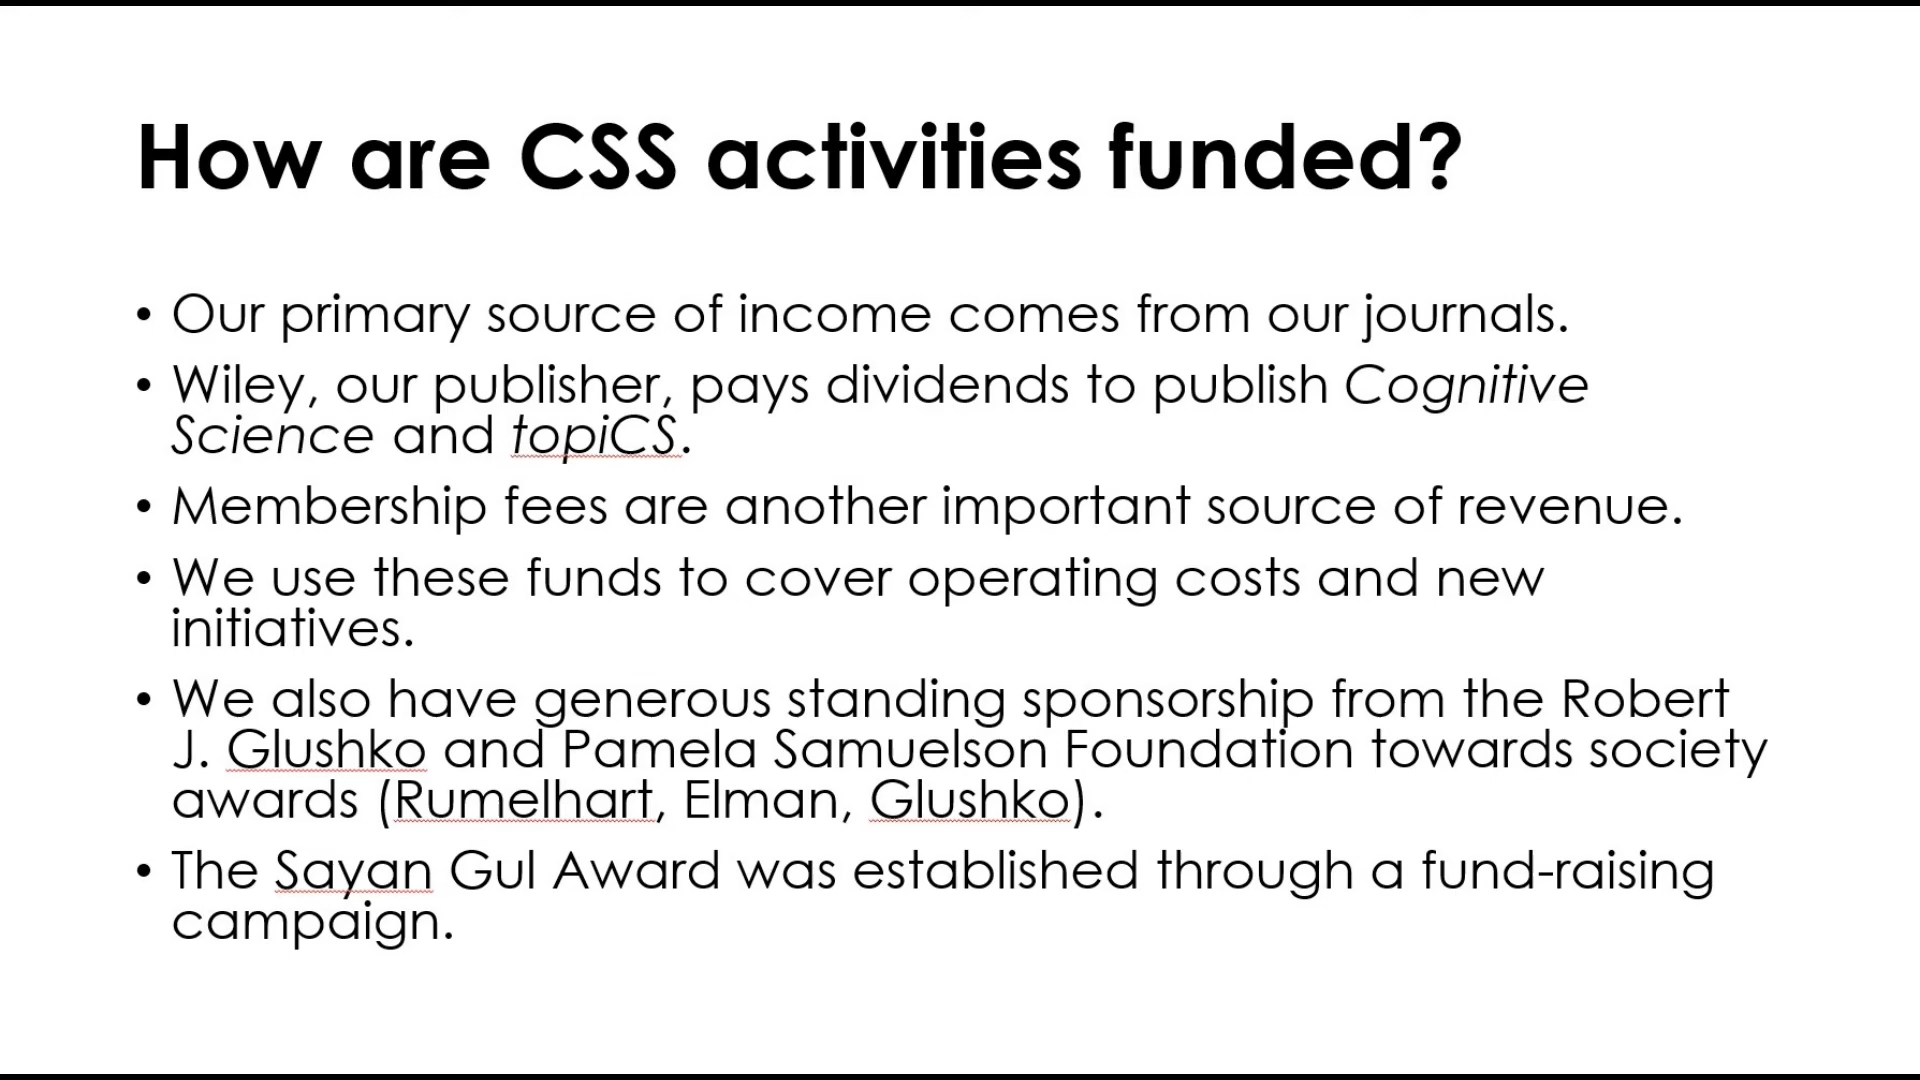 How are CSS activities funded?
• Our primary source of income comes from our journals.
• Wiley, our publisher, pays dividends to publish Cognitive
Science and topiCS.
• Membership fees are another important source of revenue.
• We use these funds to cover operating costs and new
initiatives.
• We also have generous standing sponsorship from the Robert
J. Glushko and Pamela Samuelson Foundation towards society
awards (Rumelhart, Elman, Glushko).
• The Sayan Gul Award was established through a fund-raising
campaign.